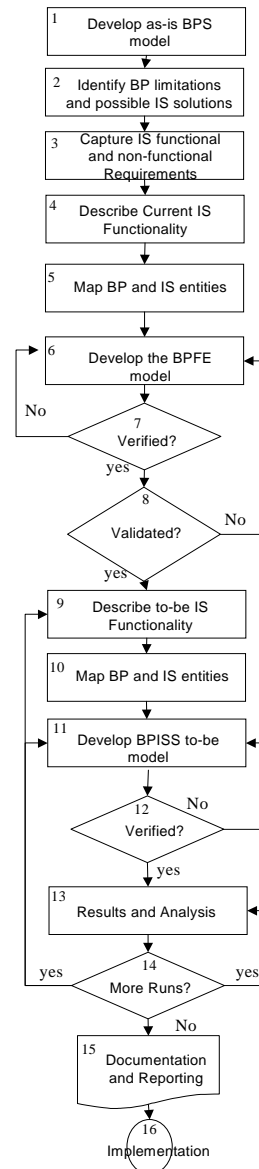 1
Develop as-is BPS
model
2
Identify BP limitations
and possible IS solutions
3
Capture IS functional
and non-functional
Requirements
4
Describe Current IS
Functionality
5
Map BP and IS entities
6
Develop the BPFE
model
No
7
Verified?
yes
8
Validated?
No
yes
9
Describe to-be IS
Functionality
10
Map BP and IS entities
11
Develop BPISS to-be
model
12
Verified?
No
yes
13
Results and Analysis
14
More Runs?
yes
yes
No
15
Documentation
and Reporting
16
Implementation